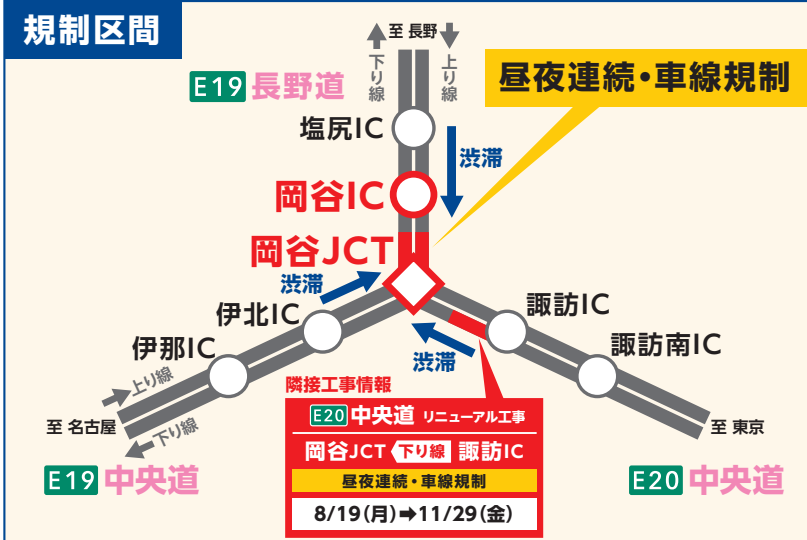 規制区間
至 長野
下り線
上り線
E19 長野道
昼夜連続・車線規制
塩尻IC
渋滞
岡谷IC
岡谷JCT
渋滞
伊北IC
諏訪IC
伊那IC
渋滞
諏訪南IC
上り線
隣接工事情報
至 名古屋
下り線
E20 中央道 リニューアル工事
至 東京
岡谷JCT 下り線 諏訪IC
E19 中央道
昼夜連続・車線規制
E20 中央道
8/19(月)➡11/29(金)